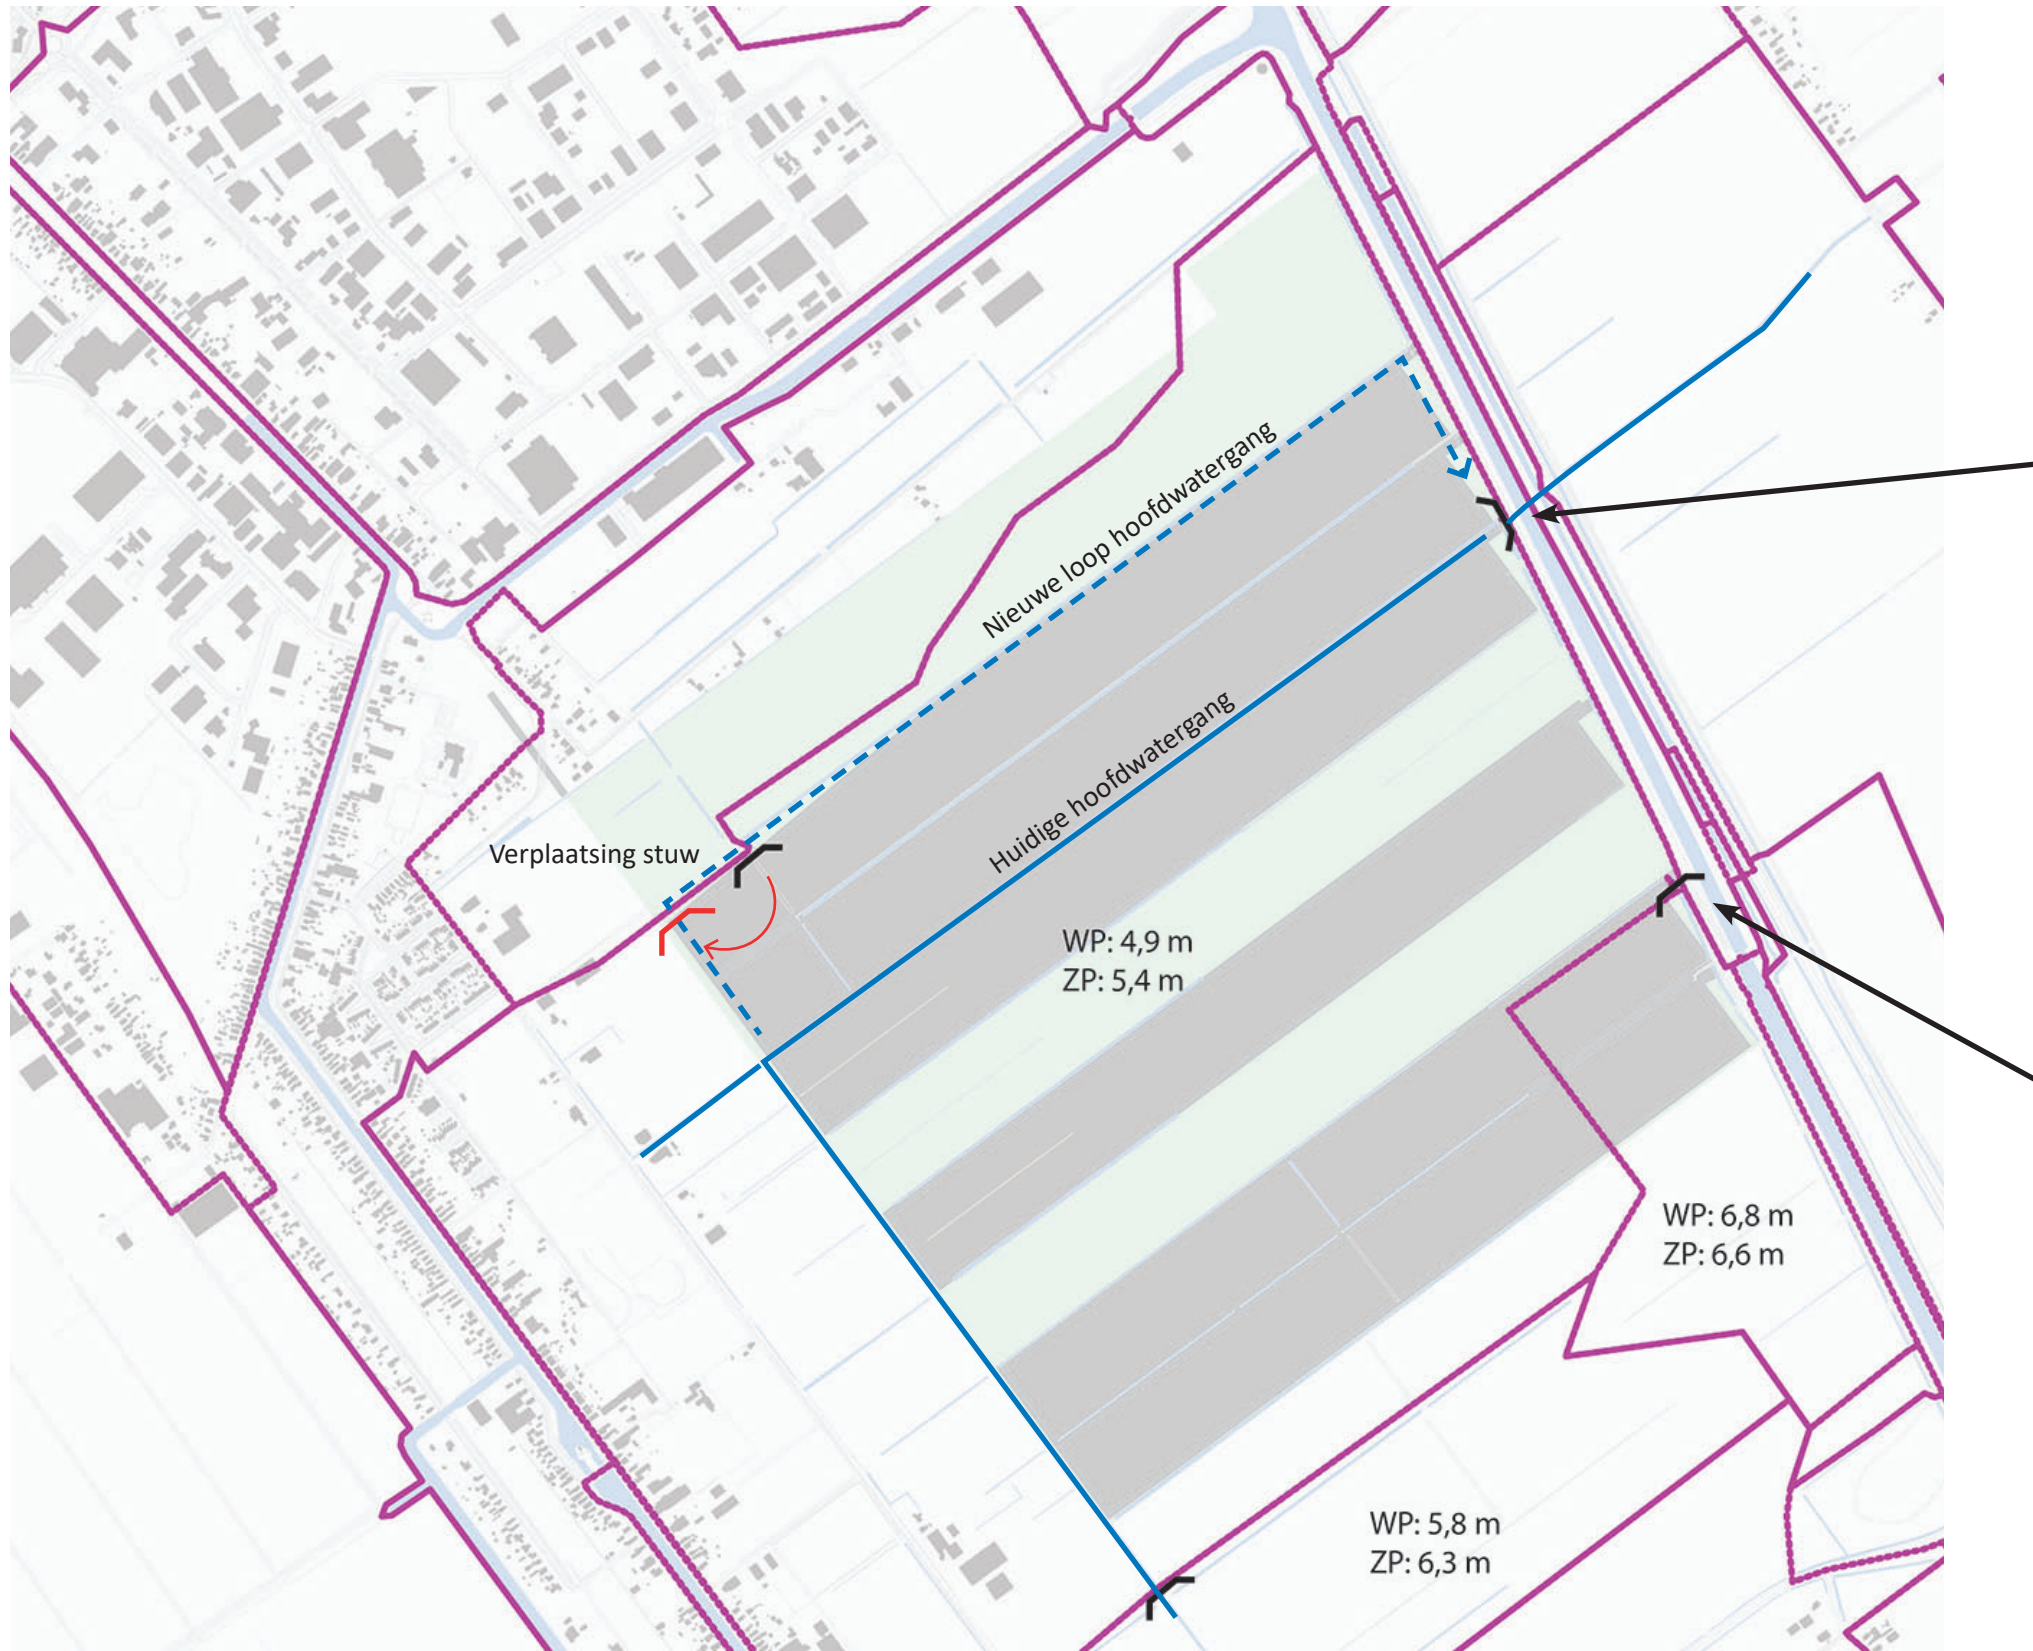 Nieuwe loop hoofdwatergang
Huidige hoofdwatergang
Verplaatsing stuw
WP: 4,9 m
ZP: 5,4 m
WP: 6,8 m
ZP: 6,6 m
WP: 5,8 m
ZP: 6,3 m